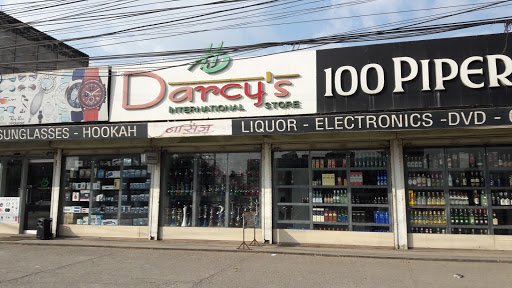 Darcy's
INTERNATIONAL STORE
100 PIPER
SUNGLASSES - HOOKAH
LIQUOR - ELECTRONICS -DVD -